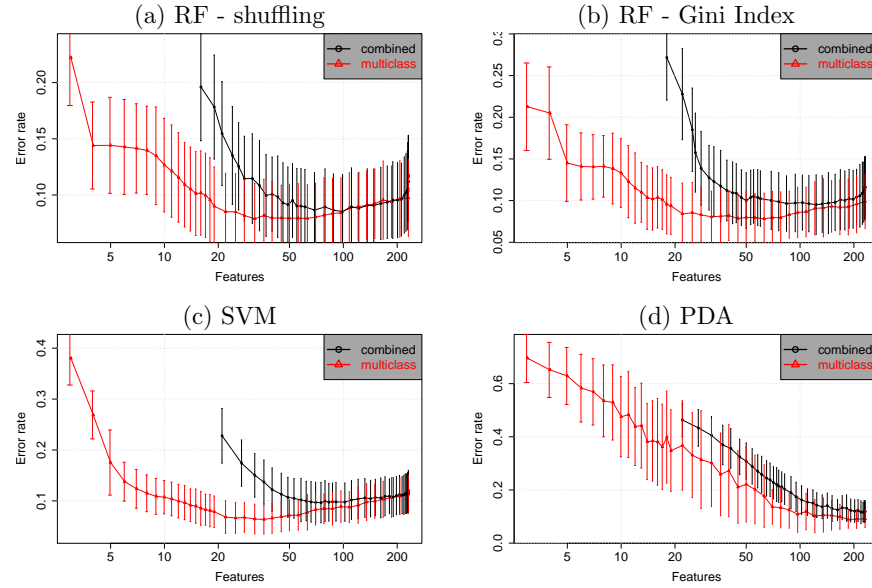 (a) RF - shuffling
combined
multiclass
Error rate
0.20
0.15
0.10
5 10 20 50 100 200
Features
(b) RF - Gini Index
combined
multiclass
Error rate
0.3
0.25
0.20
0.15
0.10
0.05
5 10 20 50 100 200
Features
(c) SVM
combined
multiclass
Error rate
0.4
0.3
0.2
0.1
5 10 20 50 100 200
Features
(d) PDA
combined
multiclass
Error rate
0.6
0.4
0.2
0.0
5 10 20 50 100 200
Features